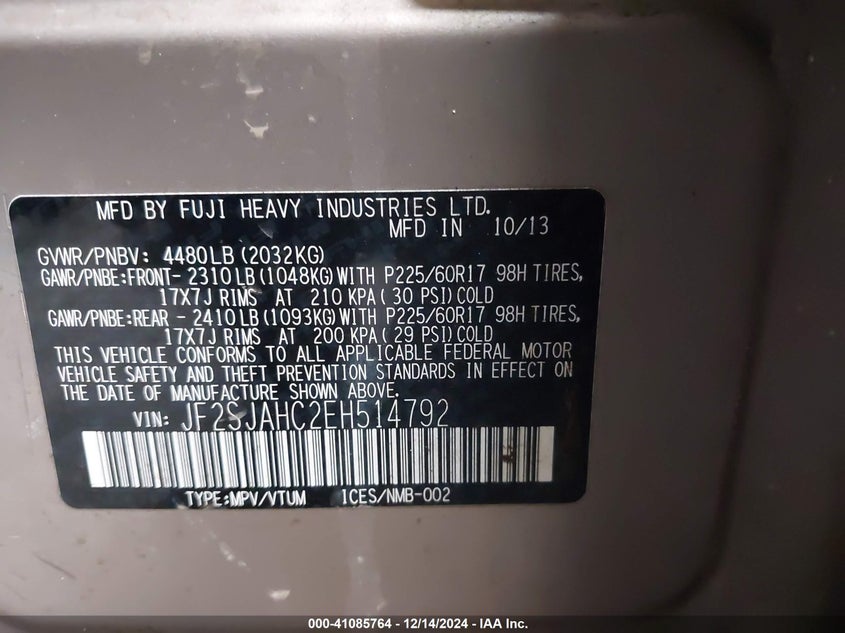 MFD BY FUJI HEAVY INDUSTRIES LTD.
MFD IN 10/13
GVWR/PNBV: 4480LB(2032KG)
GAWR/PNBE:FRONT- 2310LB(1048KG)WITH P225/60R17 98H TIRES,
17X7J RIMS AT 210 KPA( 30 PSI)COLD
GAWR/PNBE:REAR - 2410LB(1093KG)WITH P225/60R17 98H TIRES,
17X7J RIMS AT 200 KPA( 29 PSI)COLD
THIS VEHICLE CONFORMS TO ALL APPLICABLE FEDERAL MOTOR
VEHICLE SAFETY AND THEFT PREVENTION STANDARDS IN EFFECT ON
THE DATE OF MANUFACTURE SHOWN ABOVE.
VIN: JF2SJAHC2EH514792
TYPE:MPV/VTUM ICES/NMB-002
000-41085764 – 12/14/2024 – IAA Inc.